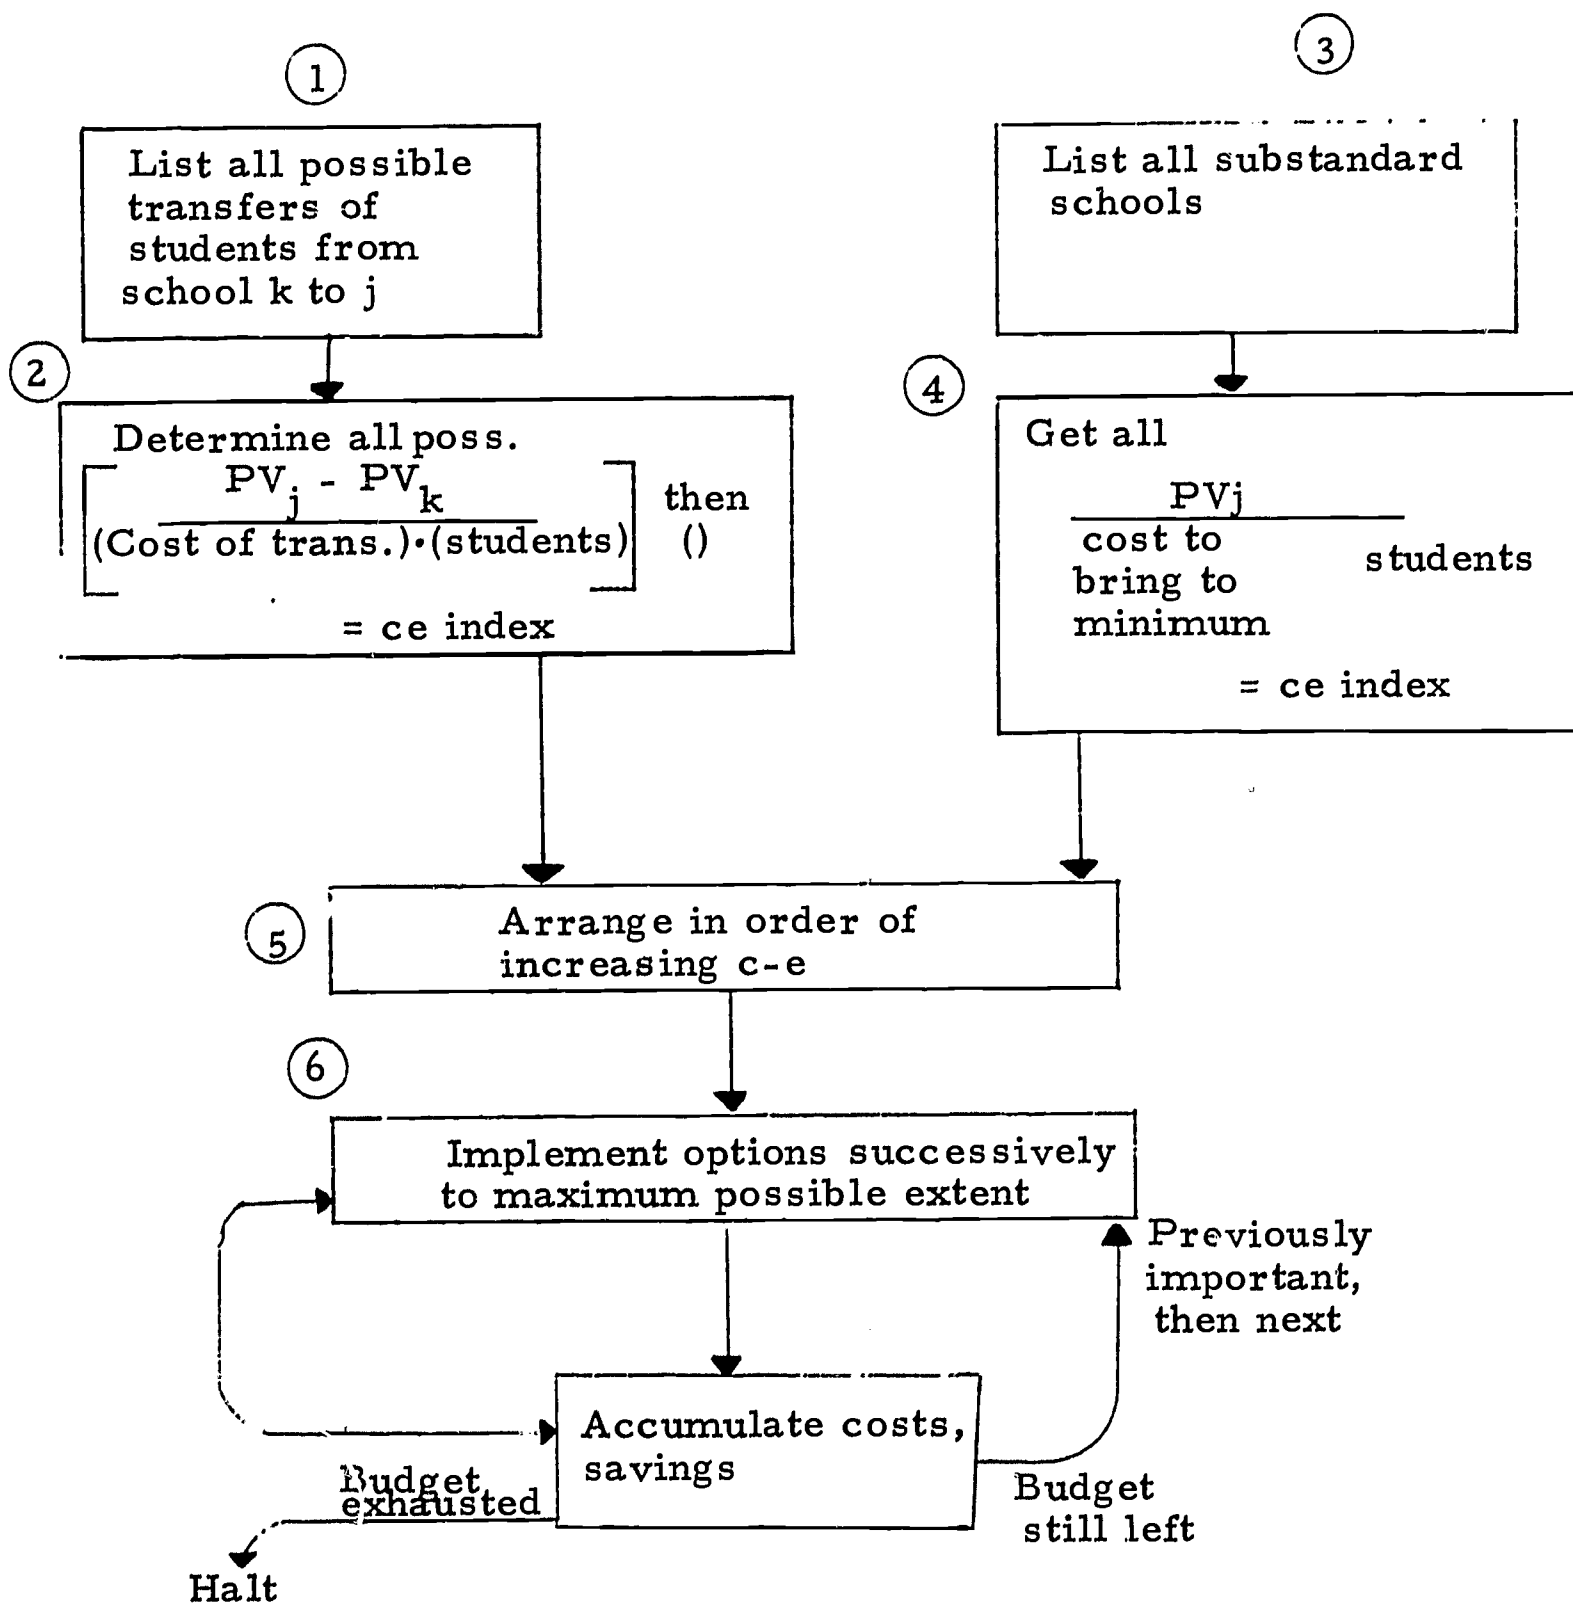 1
List all possible
transfers of
students from
school k to j
2
Determine all poss.
PVj - PVk
(Cost of trans.)·(students)
then
()
= ce index
3
List all substandard
schools
4
Get all
PVj
cost to
bring to
minimum
students
= ce index
5
Arrange in order of
increasing c-e
6
Implement options successively
to maximum possible extent
Previously
important,
then next
Accumulate costs,
savings
Budget
exhausted
Budget
still left
Halt